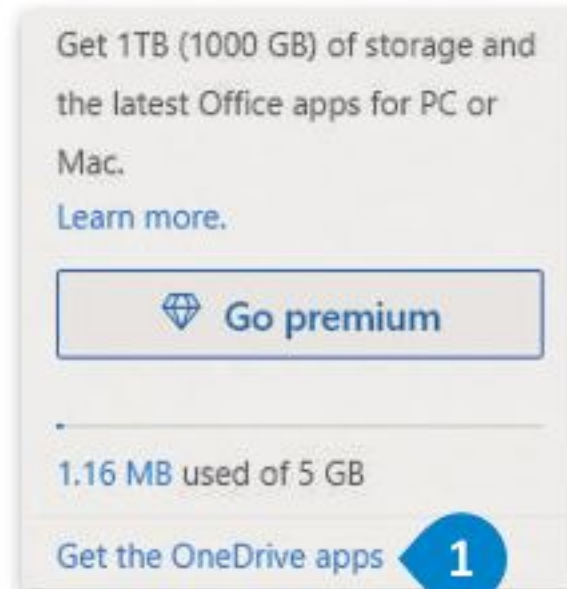 Get 1TB (1000 GB) of storage and
the latest Office apps for PC or
Mac.
Learn more.
Go premium
1.16 MB used of 5 GB
Get the OneDrive apps 1